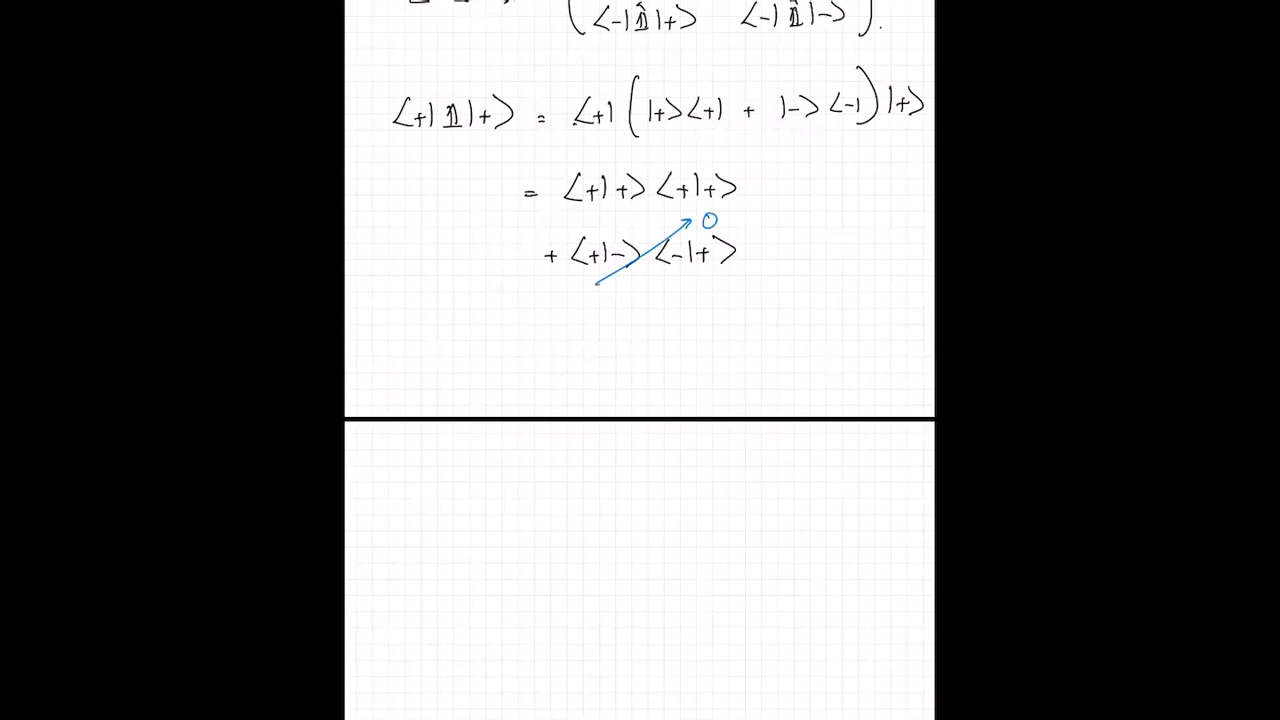 ( <-|𝟙̂|+> <-|𝟙̂|-> ).
<+|𝟙|+> = <+| ( |+><+| + |-><-| ) |+>
= <+|+><+|+>
0
+ <+|-><-|+>